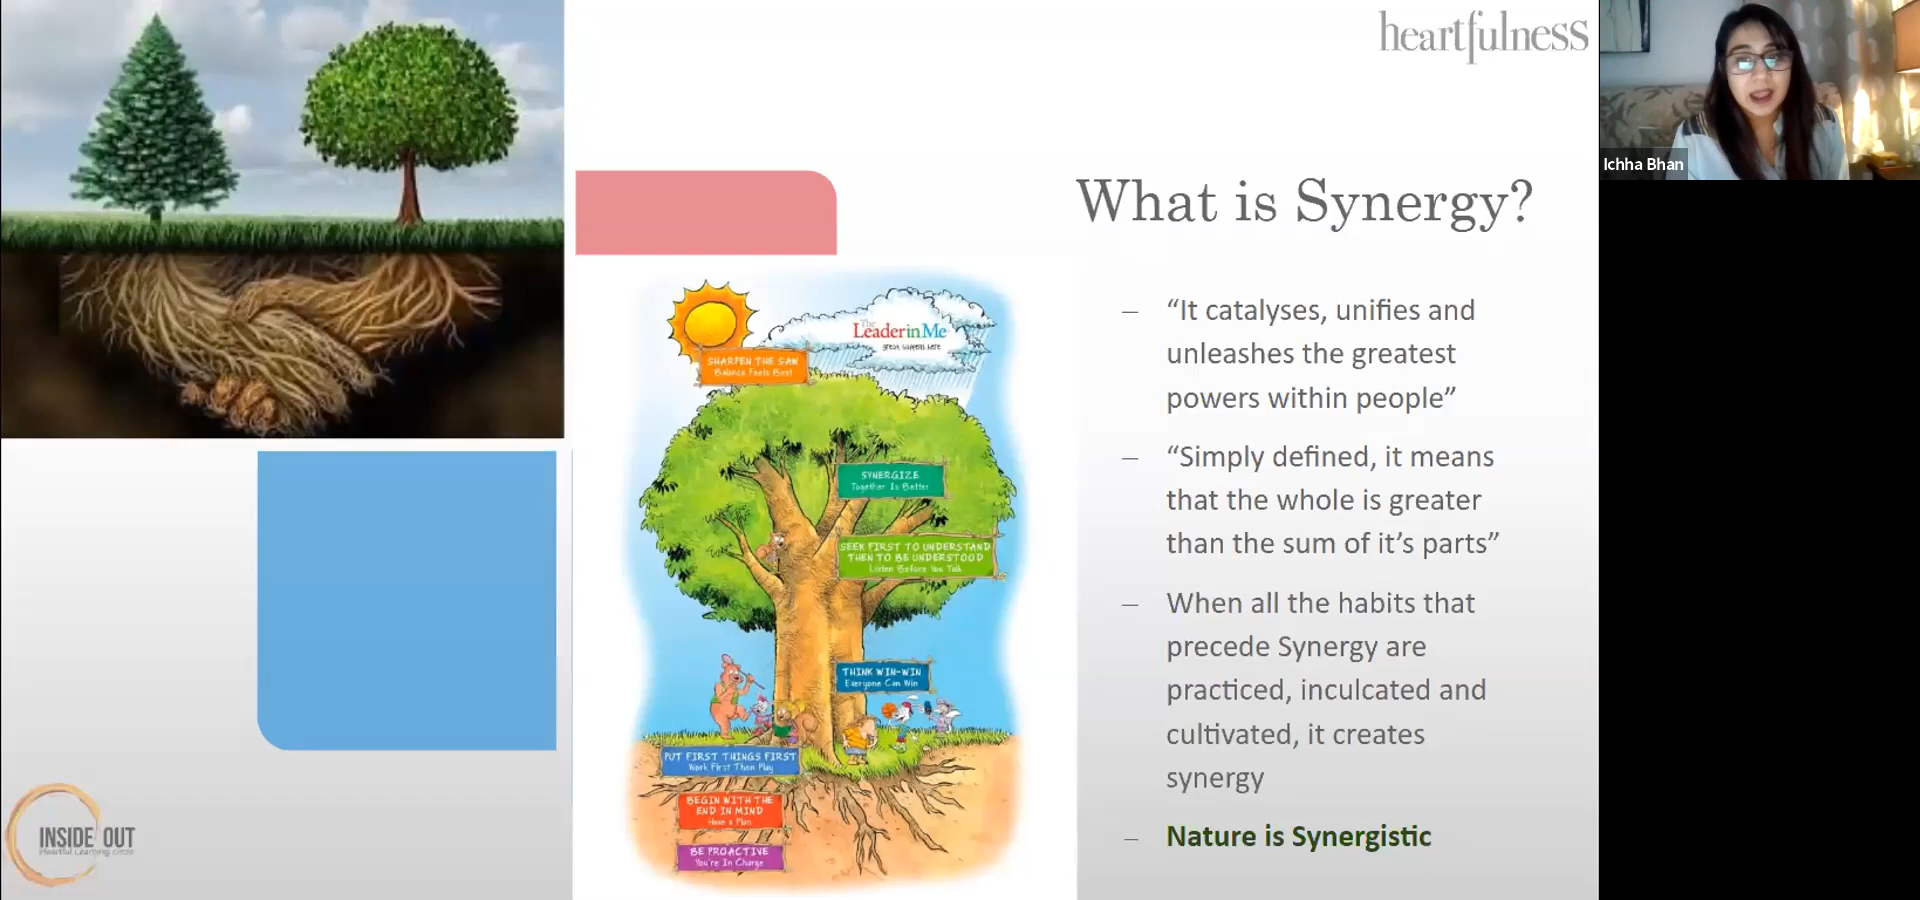 heartfulness
Ichha Bhan
What is Synergy?
– “It catalyses, unifies and
unleashes the greatest
powers within people”
– “Simply defined, it means
that the whole is greater
than the sum of it’s parts”
– When all the habits that
precede Synergy are
practiced, inculcated and
cultivated, it creates
synergy
– Nature is Synergistic
The
Leader in Me
great happens here
SHARPEN THE SAW
Balance Feels Best
SYNERGIZE
Together Is Better
SEEK FIRST TO UNDERSTAND
THEN TO BE UNDERSTOOD
Listen Before You Talk
THINK WIN-WIN
Everyone Can Win
PUT FIRST THINGS FIRST
Work First Then Play
BEGIN WITH THE
END IN MIND
Have a Plan
BE PROACTIVE
You're In Charge
INSIDE OUT
Heartful Learning Circle